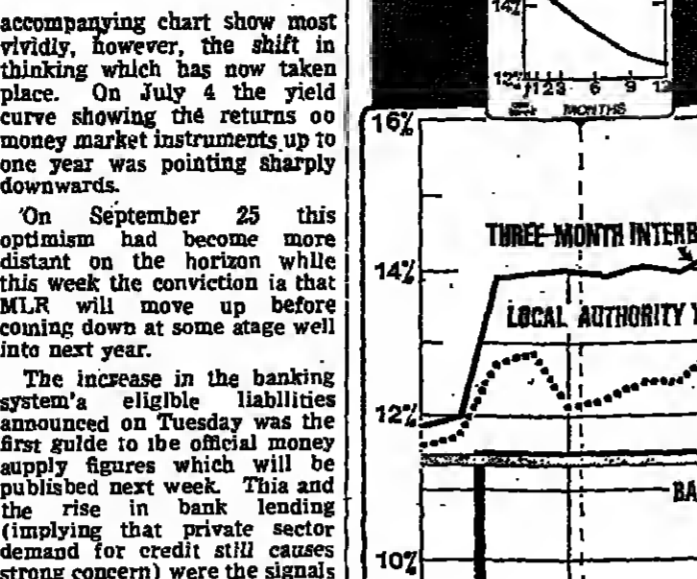 accompanying chart show most
vividly, however, the shift in
thinking which has now taken
place. On July 4 the yield
curve showing the returns oo
money market instruments up to
one year was pointing sharply
downwards.
'On September 25 this
optimism had become more
distant on the horizon while
this week the conviction ia that
MLR will move up before
coming down at some atage well
into next year.
The increase in the banking
system'a eligible liabilities
announced on Tuesday was the
first guide to ibe official money
aupply figures which will be
published next week. Thia and
the rise in bank lending
(implying that private sector
demand for credit still causes
strong concern) were the signals
14%
12%
1 2 3 6 9 12
MONTHS
16%
THREE-MONTH INTERB
14%
LOCAL AUTHORITY
12%
BA
10%